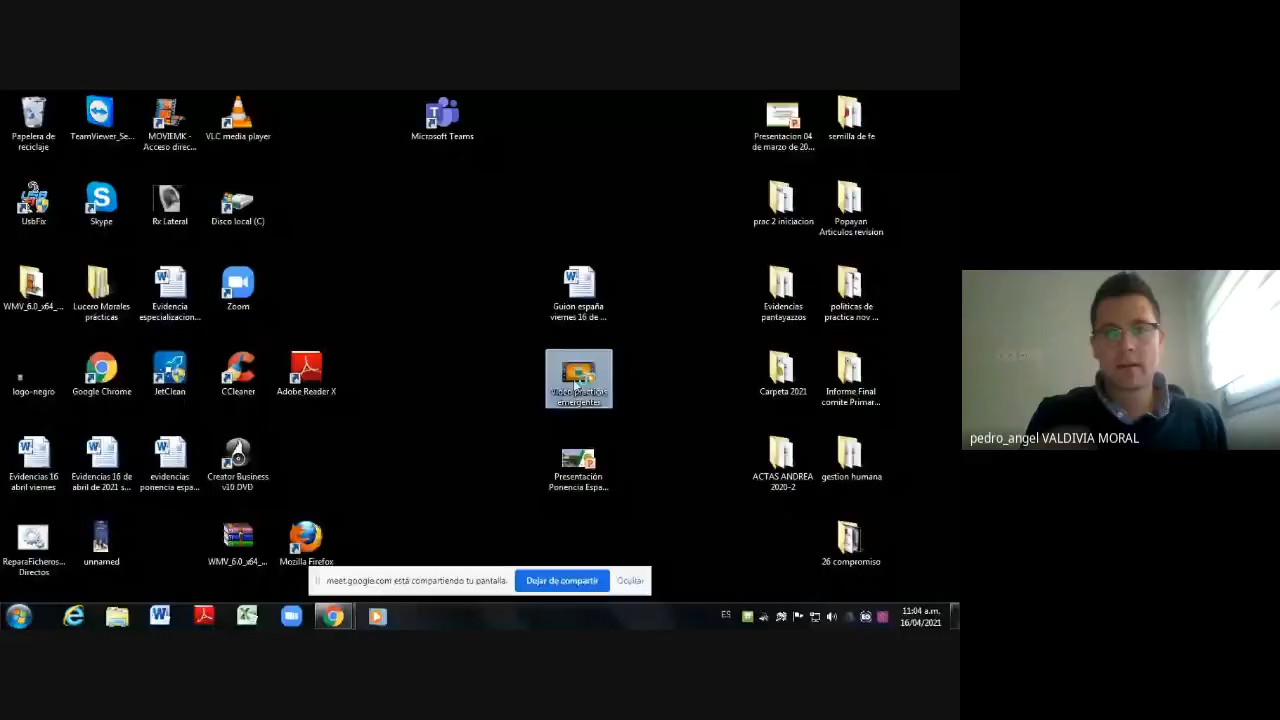 Papelera de
reciclaje
TeamViewer_Se...
MOVIEMK -
Acceso direc...
VLC media player
Microsoft Teams
Presentacion 04
de marzo de 20...
semilla de fe
UsbFix
Skype
Rx Lateral
Disco local (C)
prac 2 iniciacion
Popayan
Articulos revision
WMV_6.0_x64_...
Lucero Morales
prácticas
Evidencia
especializacion...
Zoom
Guion españa
viernes 16 de ...
Evidencias
pantayazzos
politicas de
practica nov ...
logo-negro
Google Chrome
JetClean
CCleaner
Adobe Reader X
video practicas
emergentes
Carpeta 2021
Informe Final
comite Primar...
Evidencias 16
abril viernes
Evidencias 16 de
abril de 2021 s...
evidencias
ponencia espa...
Creator Business
v10 DVD
Presentación
Ponencia Espa...
ACTAS ANDREA
2020-2
gestion humana
ReparaFicheros...
Directos
unnamed
WMV_6.0_x64_...
Mozilla Firefox
26 compromiso
meet.google.com está compartiendo tu pantalla.
Dejar de compartir
Ocultar
ES
11:04 a.m.
16/04/2021
pedro_angel VALDIVIA MORAL